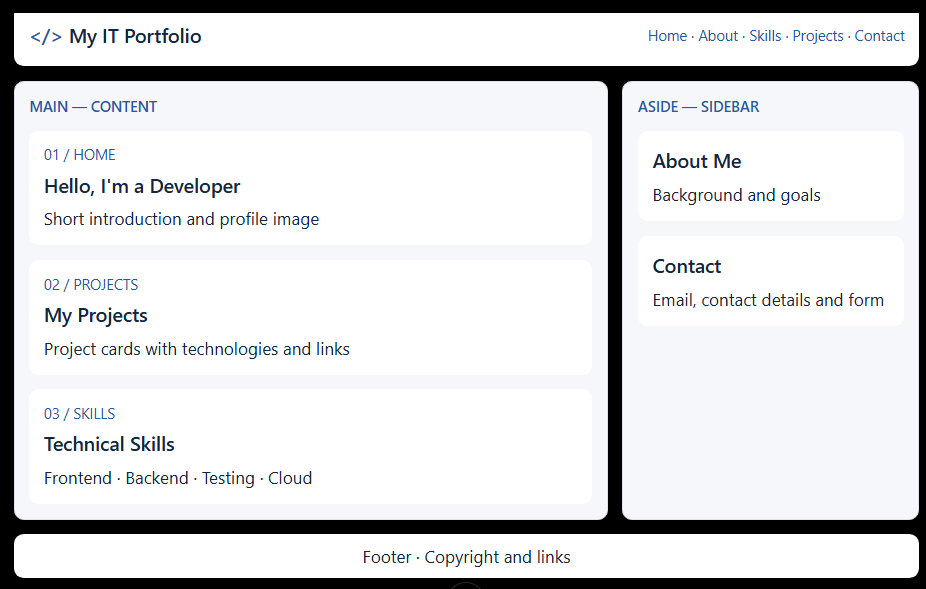 </> My IT Portfolio
Home · About · Skills · Projects · Contact
MAIN — CONTENT
01 / HOME
Hello, I'm a Developer
Short introduction and profile image
02 / PROJECTS
My Projects
Project cards with technologies and links
03 / SKILLS
Technical Skills
Frontend · Backend · Testing · Cloud
ASIDE — SIDEBAR
About Me
Background and goals
Contact
Email, contact details and form
Footer · Copyright and links